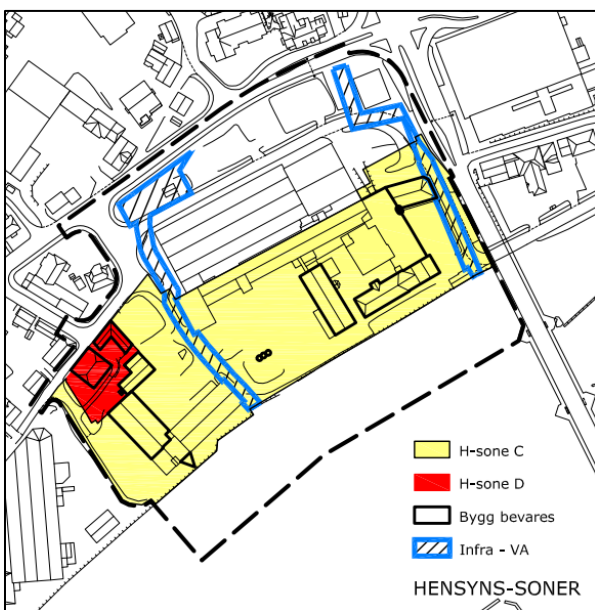 H-sone C
H-sone D
Bygg bevares
Infra - VA
HENSYNS-SONER